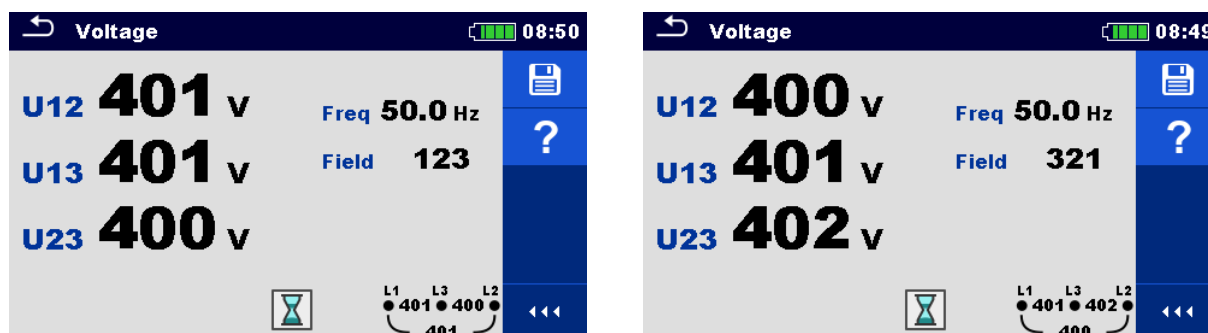 Voltage 08:50
U12 401 V Freq 50.0 Hz
U13 401 V Field 123
U23 400 V
L1 L3 L2
401 400
401
Voltage 08:49
U12 400 V Freq 50.0 Hz
U13 401 V Field 321
U23 402 V
L1 L3 L2
401 402
400
?
?